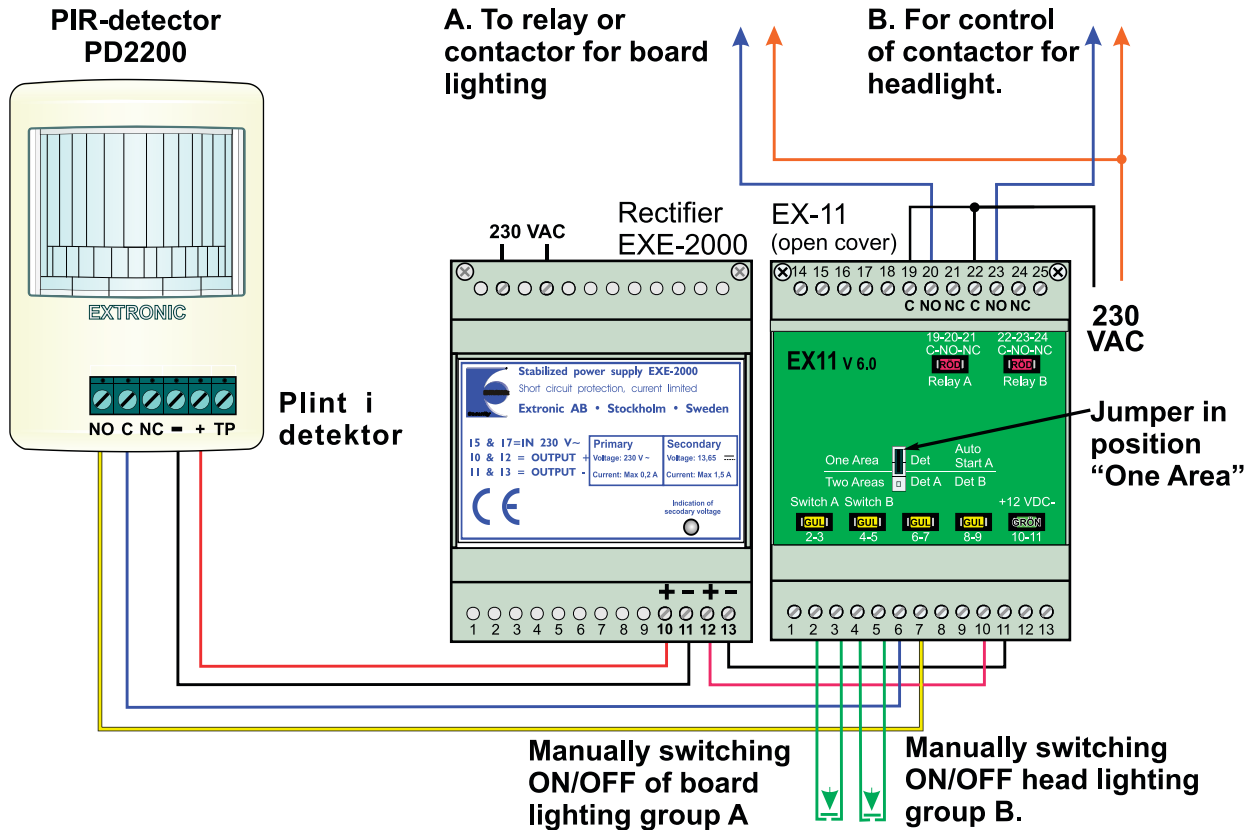 PIR-detector
PD2200
A. To relay or
contactor for board
lighting
B. For control
of contactor for
headlight.
EXTRONIC
NO C NC - + TP
Plint i
detektor
230 VAC
Rectifier
EXE-2000
EX-11
(open cover)
Stabilized power supply EXE-2000
Short circuit protection, current limited
Extronic AB • Stockholm • Sweden
security
15 & 17=IN 230 V~
10 & 12 = OUTPUT +
11 & 13 = OUTPUT -
Primary
Voltage: 230 V ~
Current: Max 0,2 A
Secondary
Voltage: 13,65
Current: Max 1,5 A
CE
Indication of
secodary voltage
+ - + -
1 2 3 4 5 6 7 8 9 10 11 12 13
14 15 16 17 18 19 20 21 22 23 24 25
C NO NC C NO NC
230
VAC
EX11 V 6.0
19-20-21
C-NO-NC
RÖD
Relay A
22-23-24
C-NO-NC
RÖD
Relay B
Jumper in
position
“One Area”
One Area Det Auto
Start A
Two Areas Det A Det B
Switch A Switch B +12 VDC-
GUL GUL GUL GUL GRÖN
2-3 4-5 6-7 8-9 10-11
1 2 3 4 5 6 7 8 9 10 11 12 13
Manually switching
ON/OFF of board
lighting group A
Manually switching
ON/OFF head lighting
group B.